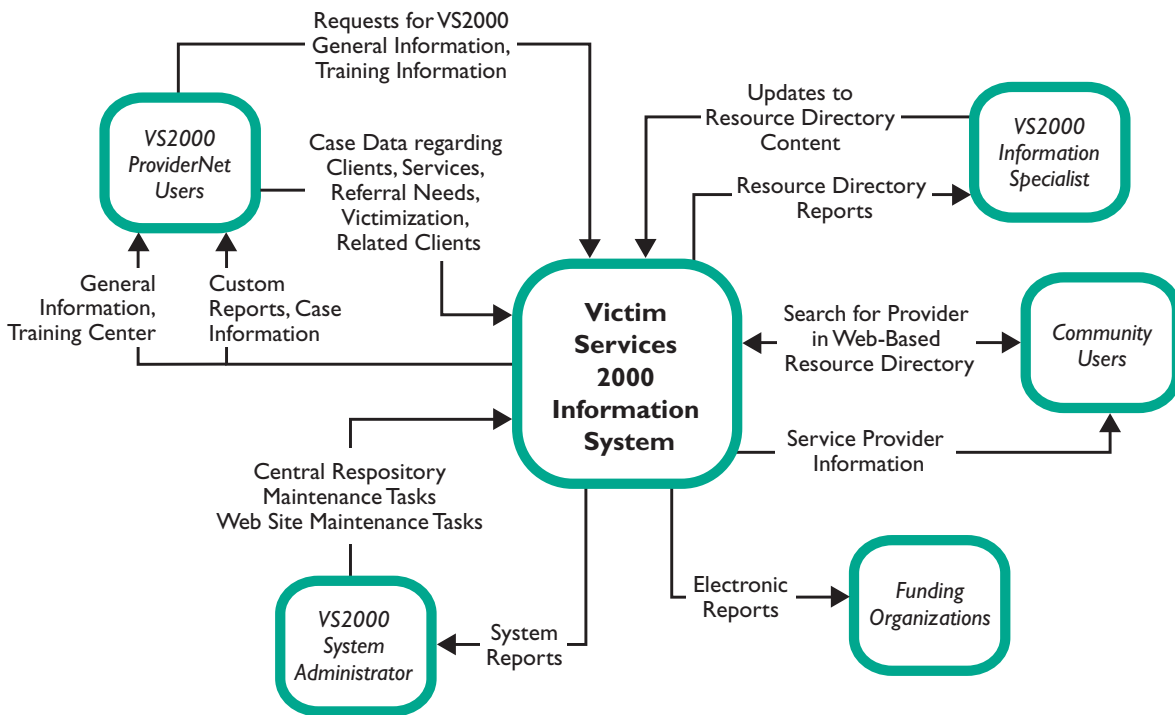 Requests for VS2000
General Information,
Training Information
VS2000
ProviderNet
Users
Case Data regarding
Clients, Services,
Referral Needs,
Victimization,
Related Clients
Updates to
Resource Directory
Content
VS2000
Information
Specialist
Resource Directory
Reports
General
Information,
Training Center
Custom
Reports, Case
Information
Victim
Services
2000
Information
System
Search for Provider
in Web-Based
Resource Directory
Community
Users
Service Provider
Information
Central Respository
Maintenance Tasks
Web Site Maintenance Tasks
VS2000
System
Administrator
System
Reports
Electronic
Reports
Funding
Organizations